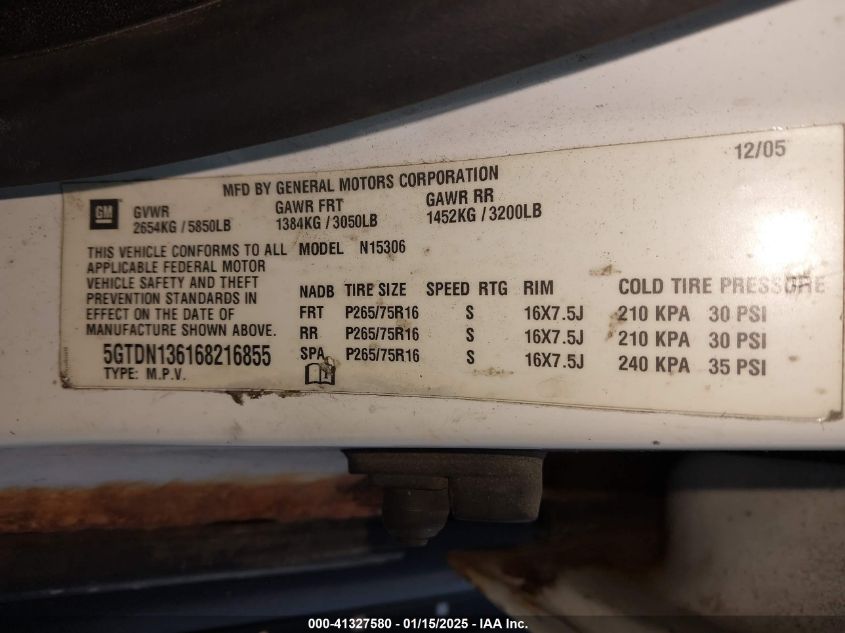 12/05
MFD BY GENERAL MOTORS CORPORATION
GM
GVWR GAWR FRT GAWR RR
2654KG / 5850LB 1384KG / 3050LB 1452KG / 3200LB
THIS VEHICLE CONFORMS TO ALL
APPLICABLE FEDERAL MOTOR
VEHICLE SAFETY AND THEFT
PREVENTION STANDARDS IN
EFFECT ON THE DATE OF
MANUFACTURE SHOWN ABOVE.
5GTDN136168216855
TYPE: M.P.V.
MODEL N15306
NADB TIRE SIZE SPEED RTG RIM COLD TIRE PRESSURE
FRT P265/75R16 S 16X7.5J 210 KPA 30 PSI
RR P265/75R16 S 16X7.5J 210 KPA 30 PSI
SPA P265/75R16 S 16X7.5J 240 KPA 35 PSI
000-41327580 - 01/15/2025 - IAA Inc.